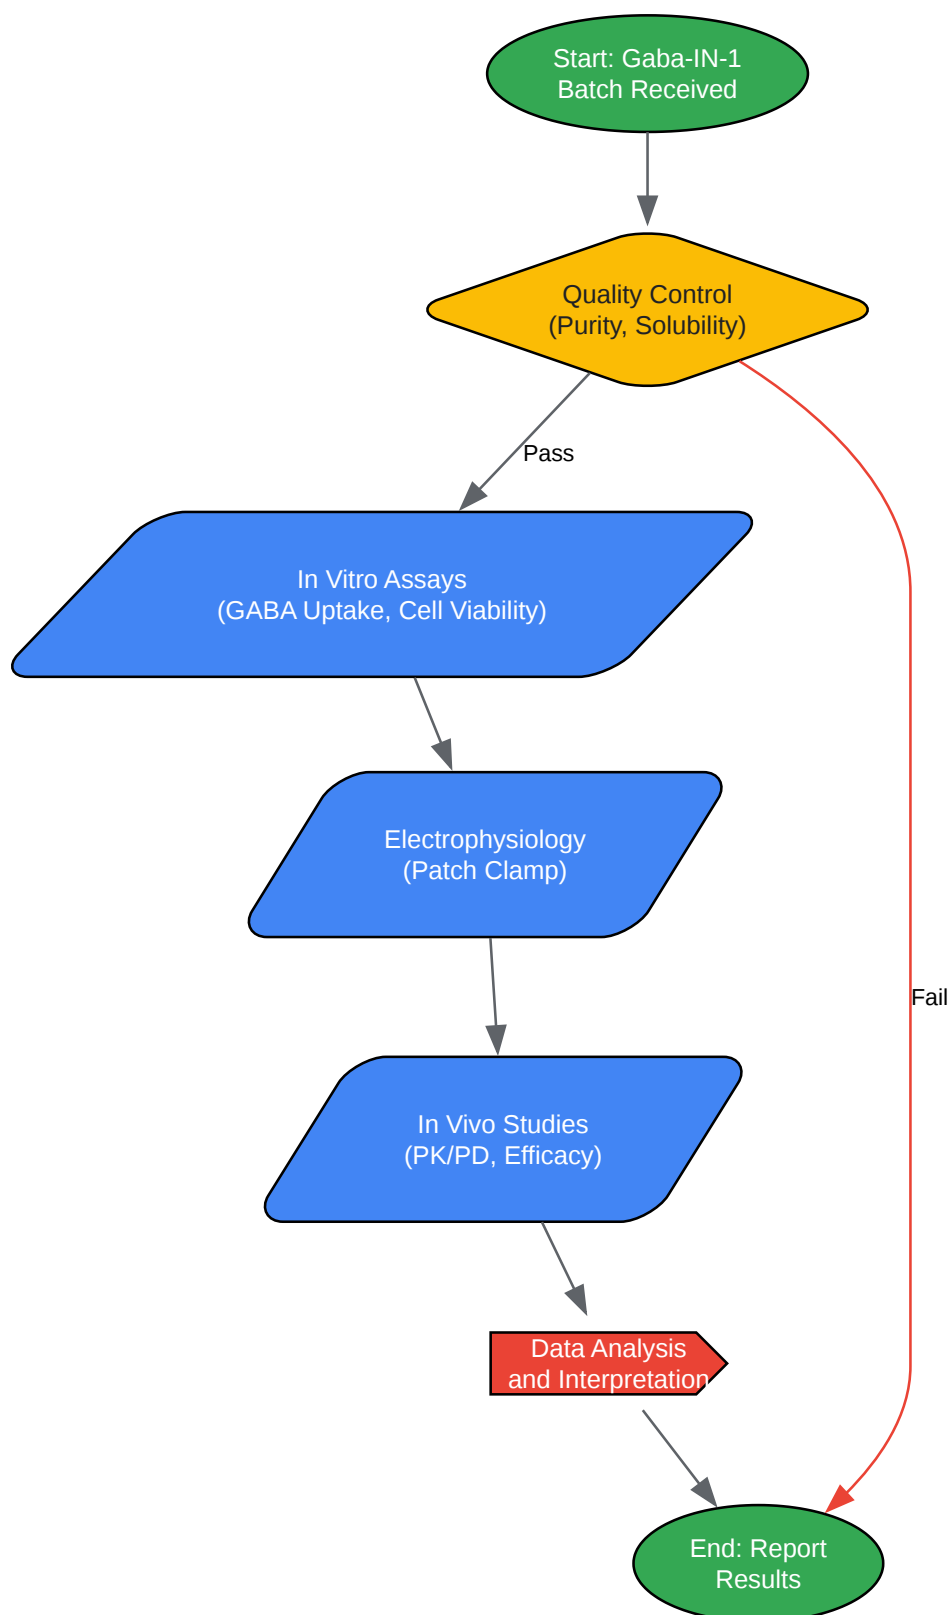 Start: Gaba-IN-1
Batch Received
Quality Control
(Purity, Solubility)
Pass
In Vitro Assays
(GABA Uptake, Cell Viability)
Electrophysiology
(Patch Clamp)
Fail
In Vivo Studies
(PK/PD, Efficacy)
Data Analysis
and Interpretation
End: Report
Results